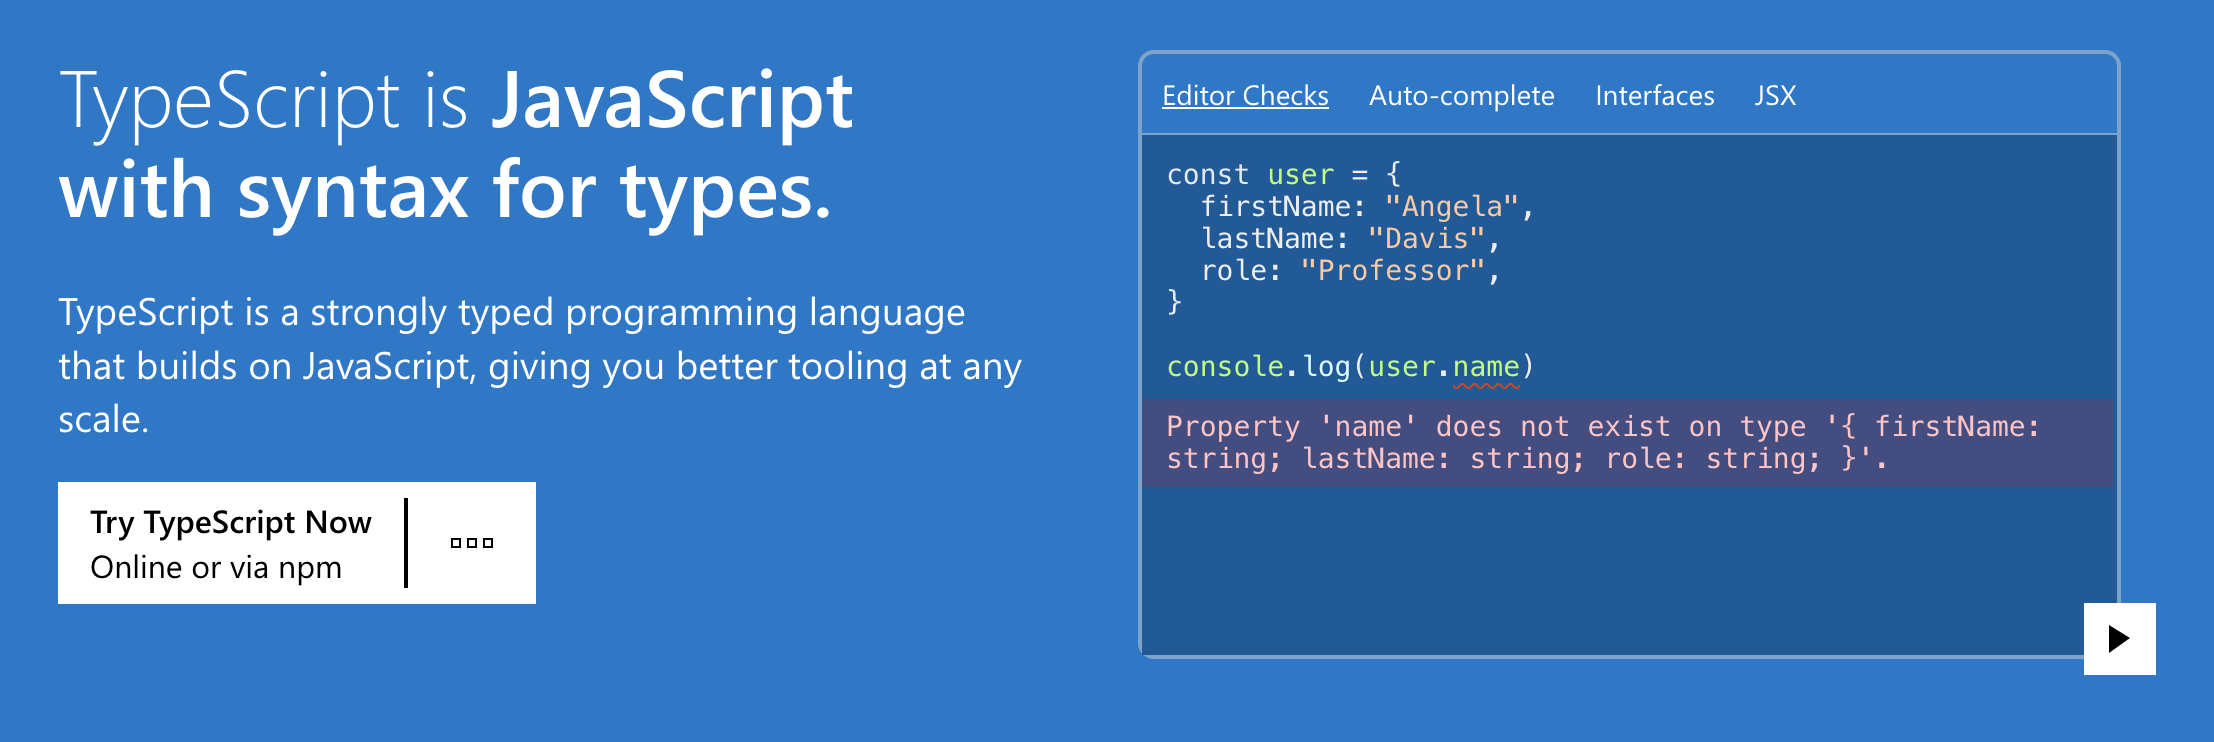 TypeScript is JavaScript
with syntax for types.
TypeScript is a strongly typed programming language
that builds on JavaScript, giving you better tooling at any
scale.
Try TypeScript Now
Online or via npm
Editor Checks Auto-complete Interfaces JSX
const user = {
  firstName: "Angela",
  lastName: "Davis",
  role: "Professor",
}
console.log(user.name)
Property 'name' does not exist on type '{ firstName:
string; lastName: string; role: string; }'.